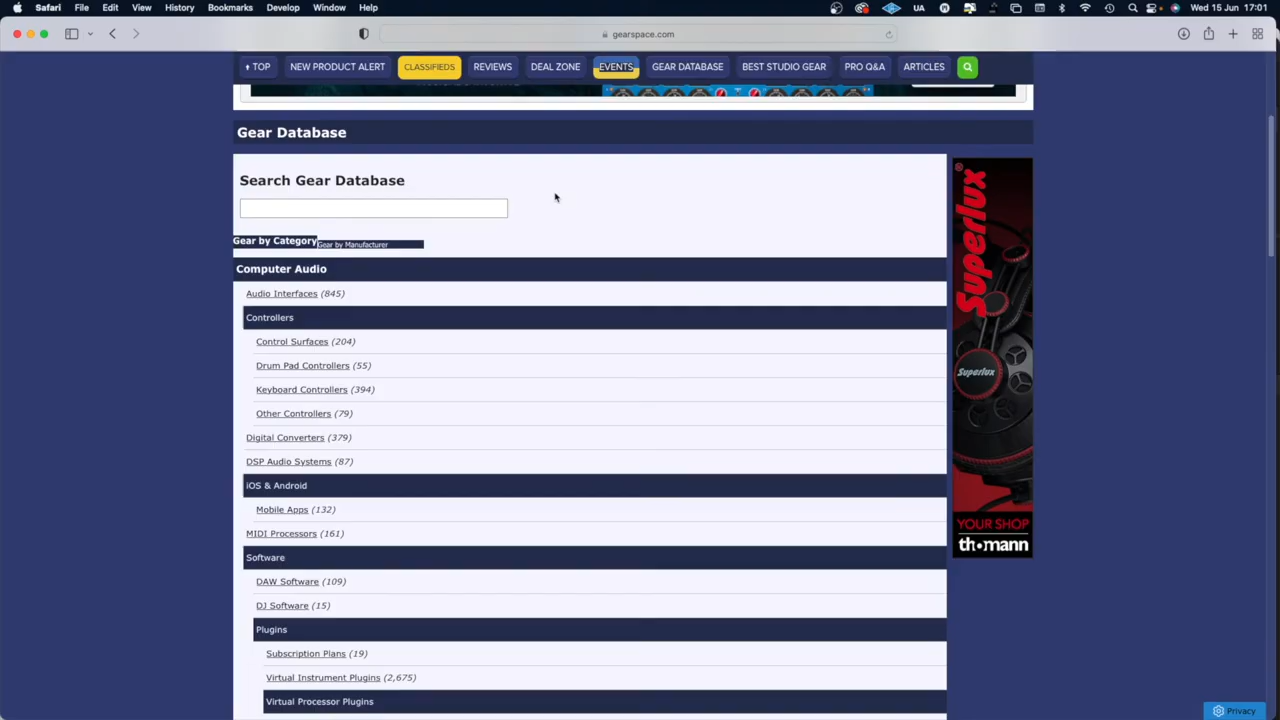 Safari File Edit View History Bookmarks Develop Window Help
UA
Wed 15 Jun 17:01
gearspace.com
TOP NEW PRODUCT ALERT CLASSIFIEDS REVIEWS DEAL ZONE EVENTS GEAR DATABASE BEST STUDIO GEAR PRO Q&A ARTICLES
Gear Database
Search Gear Database
Gear by Category Gear by Manufacturer
Computer Audio
Audio Interfaces (845)
Controllers
Control Surfaces (204)
Drum Pad Controllers (55)
Keyboard Controllers (394)
Other Controllers (79)
Digital Converters (379)
DSP Audio Systems (87)
iOS & Android
Mobile Apps (132)
MIDI Processors (161)
Software
DAW Software (109)
DJ Software (15)
Plugins
Subscription Plans (19)
Virtual Instrument Plugins (2,675)
Virtual Processor Plugins
Superlux
Superlux
YOUR SHOP
th•mann
Privacy